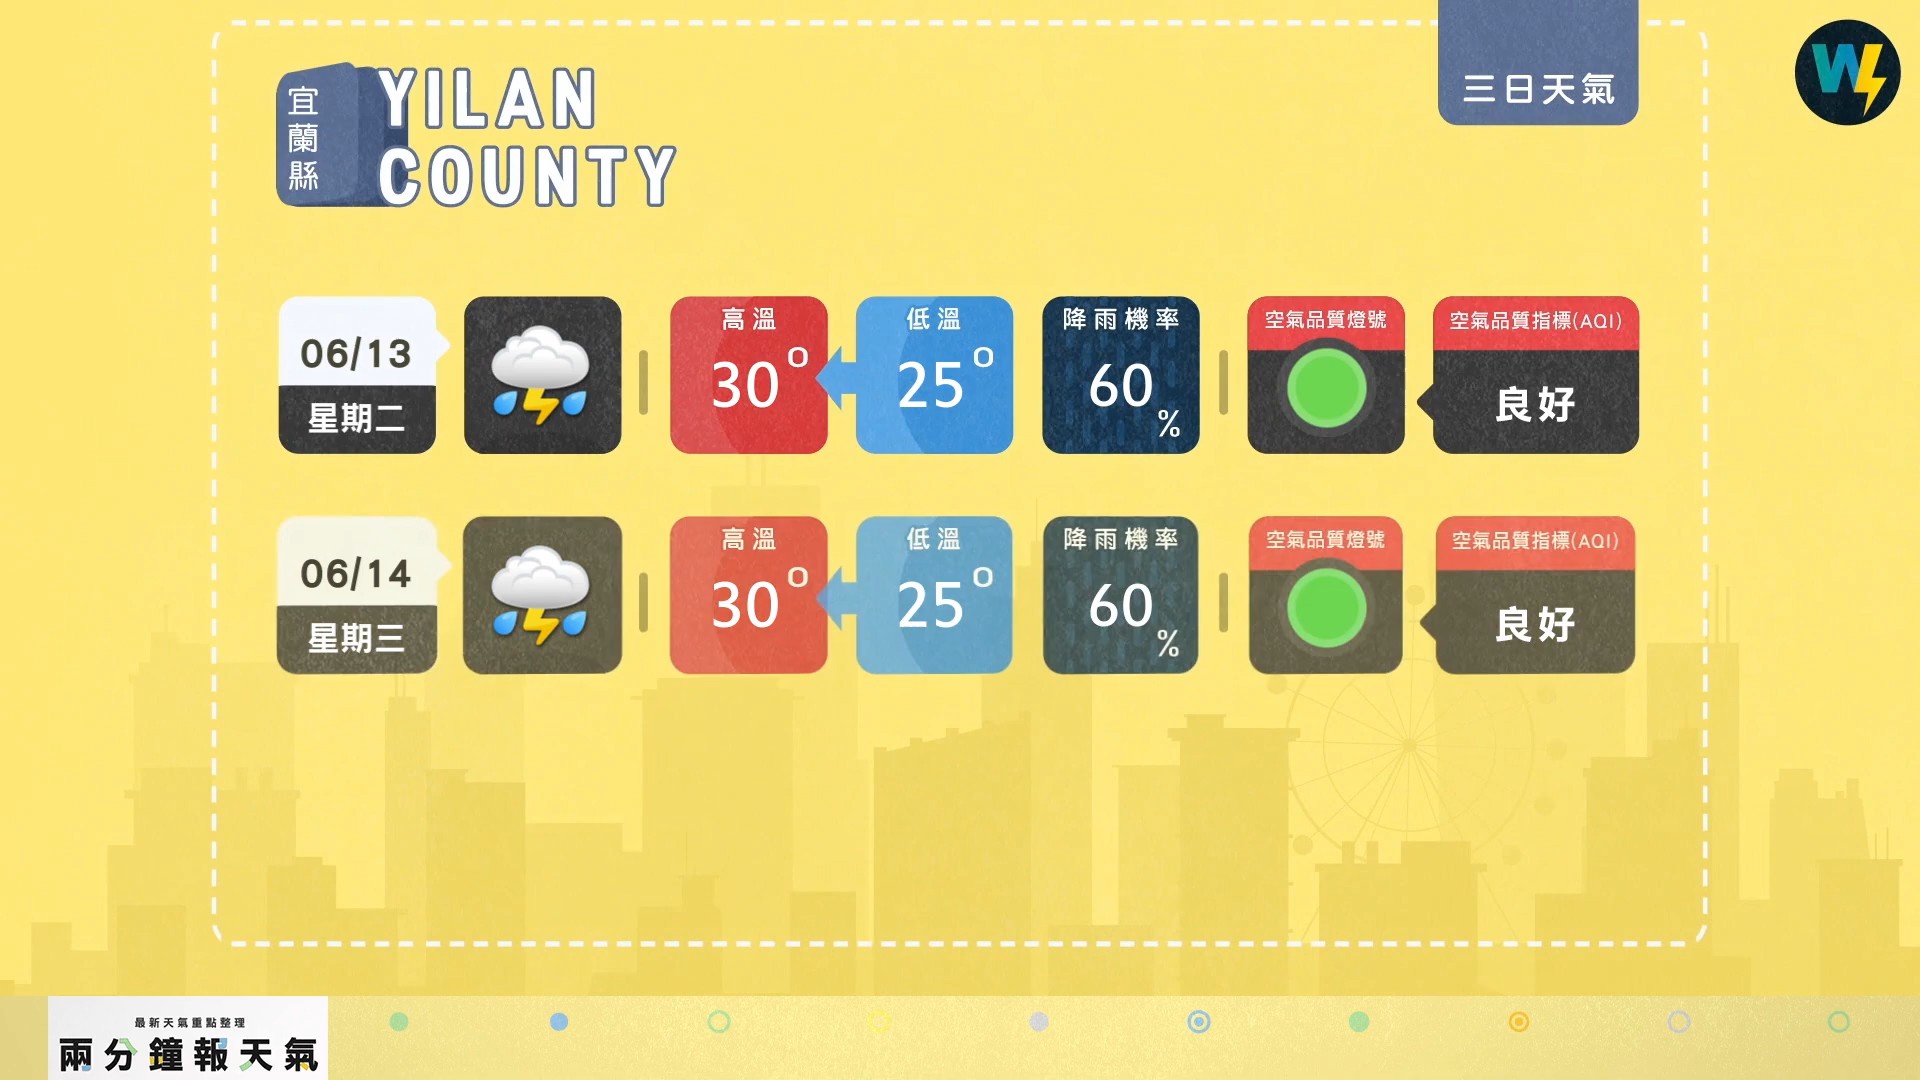 宜蘭縣
YILAN
COUNTY
三日天氣
W
06/13
星期二
高溫
30°
低溫
25°
降雨機率
60%
空氣品質燈號
空氣品質指標(AQI)
良好
06/14
星期三
高溫
30°
低溫
25°
降雨機率
60%
空氣品質燈號
空氣品質指標(AQI)
良好
最新天氣重點整理
兩分鐘報天氣